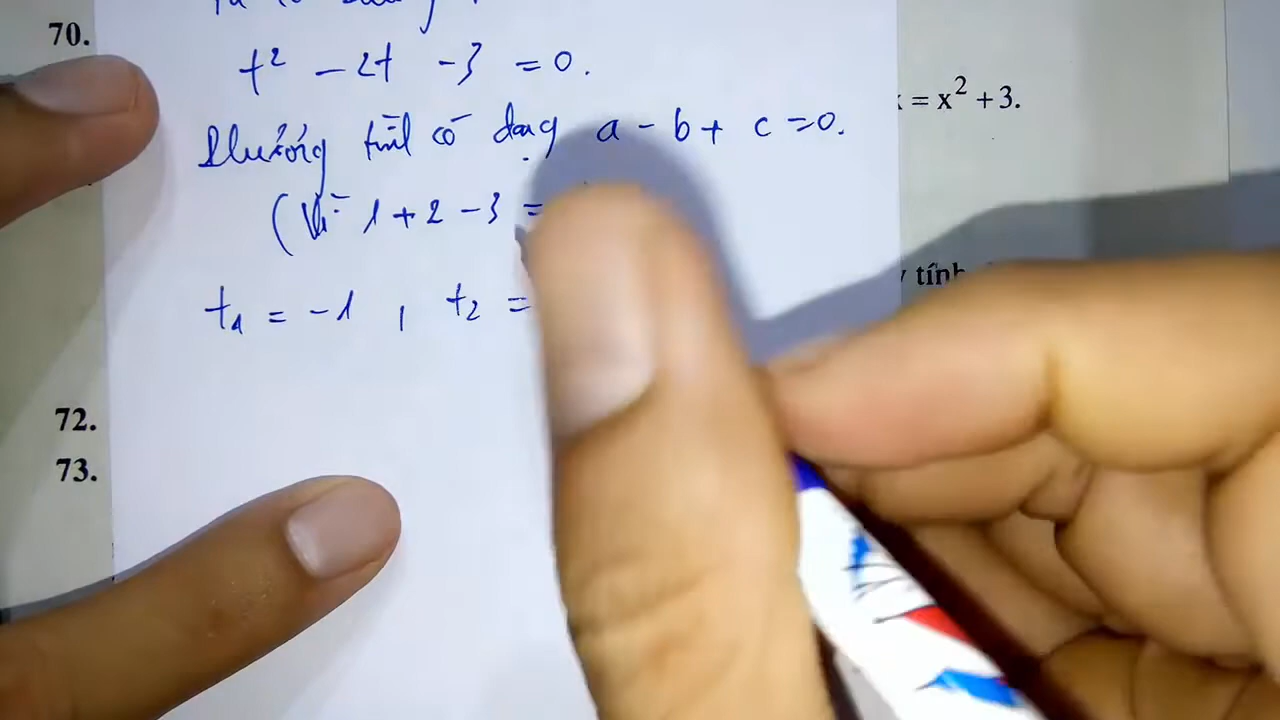 70.
t² - 2t - 3 = 0.
Phương trình có dạng a - b + c = 0.
= x² + 3.
(Vì 1 + 2 - 3 =
t₁ = -1 , t₂ =
tính
72.
73.